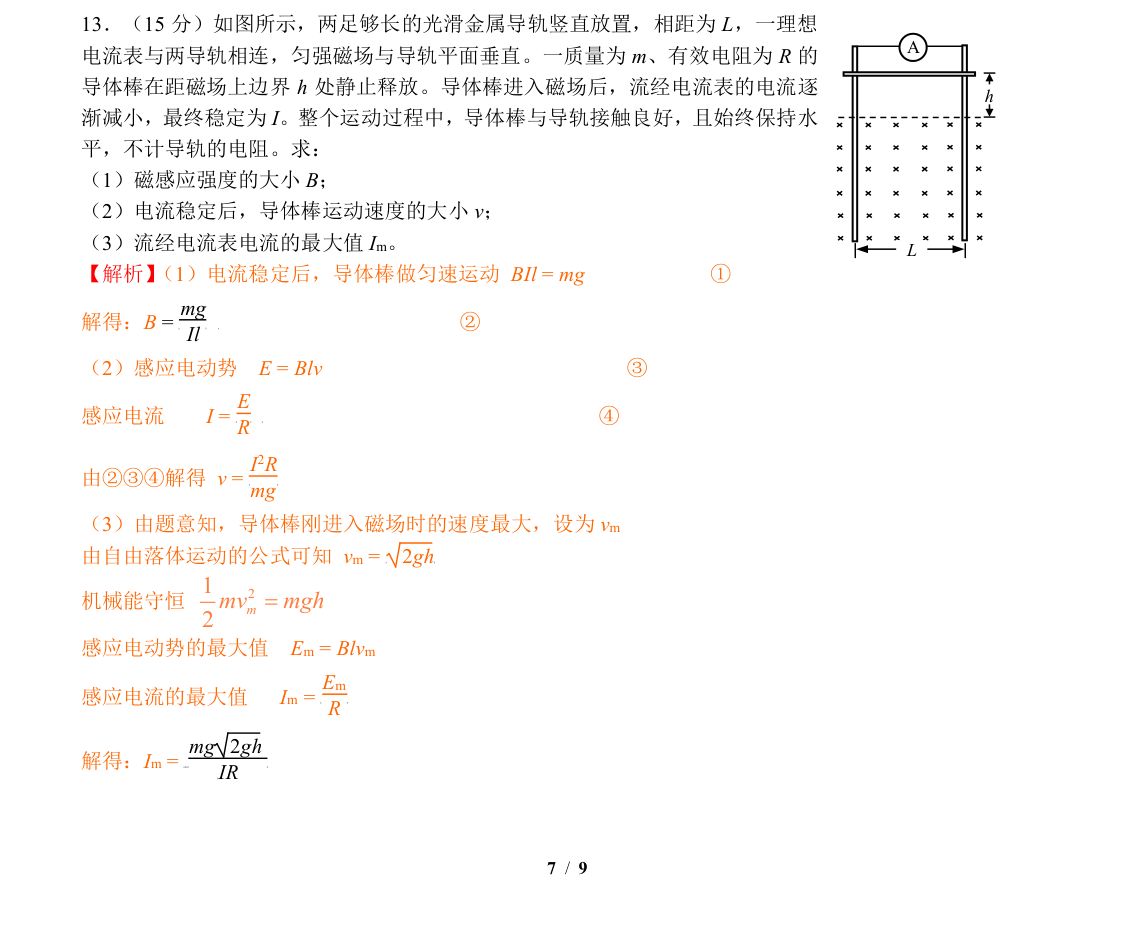 13．（15 分）如图所示，两足够长的光滑金属导轨竖直放置，相距为 L，一理想
电流表与两导轨相连，匀强磁场与导轨平面垂直。一质量为 m、有效电阻为 R 的
导体棒在距磁场上边界 h 处静止释放。导体棒进入磁场后，流经电流表的电流逐
渐减小，最终稳定为 I。整个运动过程中，导体棒与导轨接触良好，且始终保持水
平，不计导轨的电阻。求：
（1）磁感应强度的大小 B；
（2）电流稳定后，导体棒运动速度的大小 v；
（3）流经电流表电流的最大值 Im。
A
h
L
【解析】（1）电流稳定后，导体棒做匀速运动 BIl = mg ①
解得：B = mg/Il ②
（2）感应电动势 E = Blv ③
感应电流 I = E/R ④
由②③④解得 v = I²R/mg
（3）由题意知，导体棒刚进入磁场时的速度最大，设为 vm
由自由落体运动的公式可知 vm = √2gh
机械能守恒 1/2 mv²m = mgh
感应电动势的最大值 Em = Blvm
感应电流的最大值 Im = Em/R
解得：Im = mg√2gh/IR
7 / 9